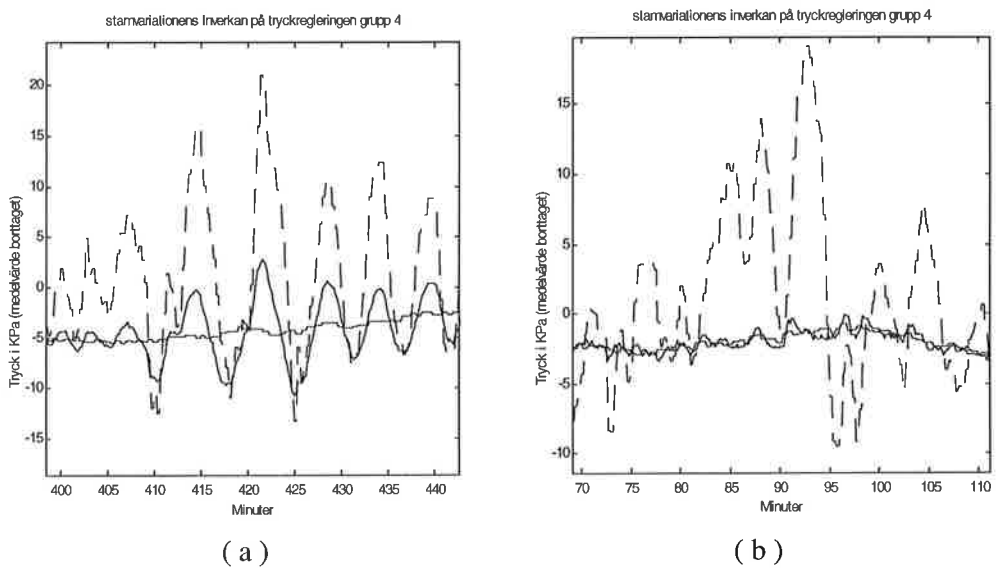 stamvariationens Inverkan på tryckregleringen grupp 4
Tryck i KPa (medelvärde borttaget)
20
15
10
5
0
-5
-10
-15
400 405 410 415 420 425 430 435 440
Minuter
( a )
stamvariationens inverkan på tryckregleringen grupp 4
Tryck i KPa (medelvärde borttaget)
15
10
5
0
-5
-10
70 75 80 85 90 95 100 105 110
Minuter
( b )